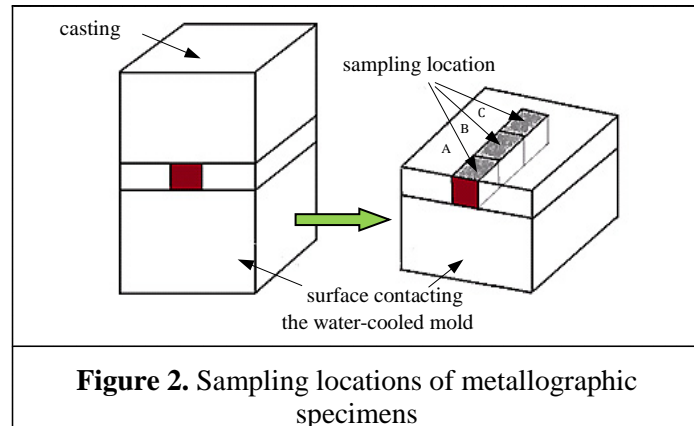 casting
sampling location
C
B
A
surface contacting
the water-cooled mold
Figure 2. Sampling locations of metallographic
specimens